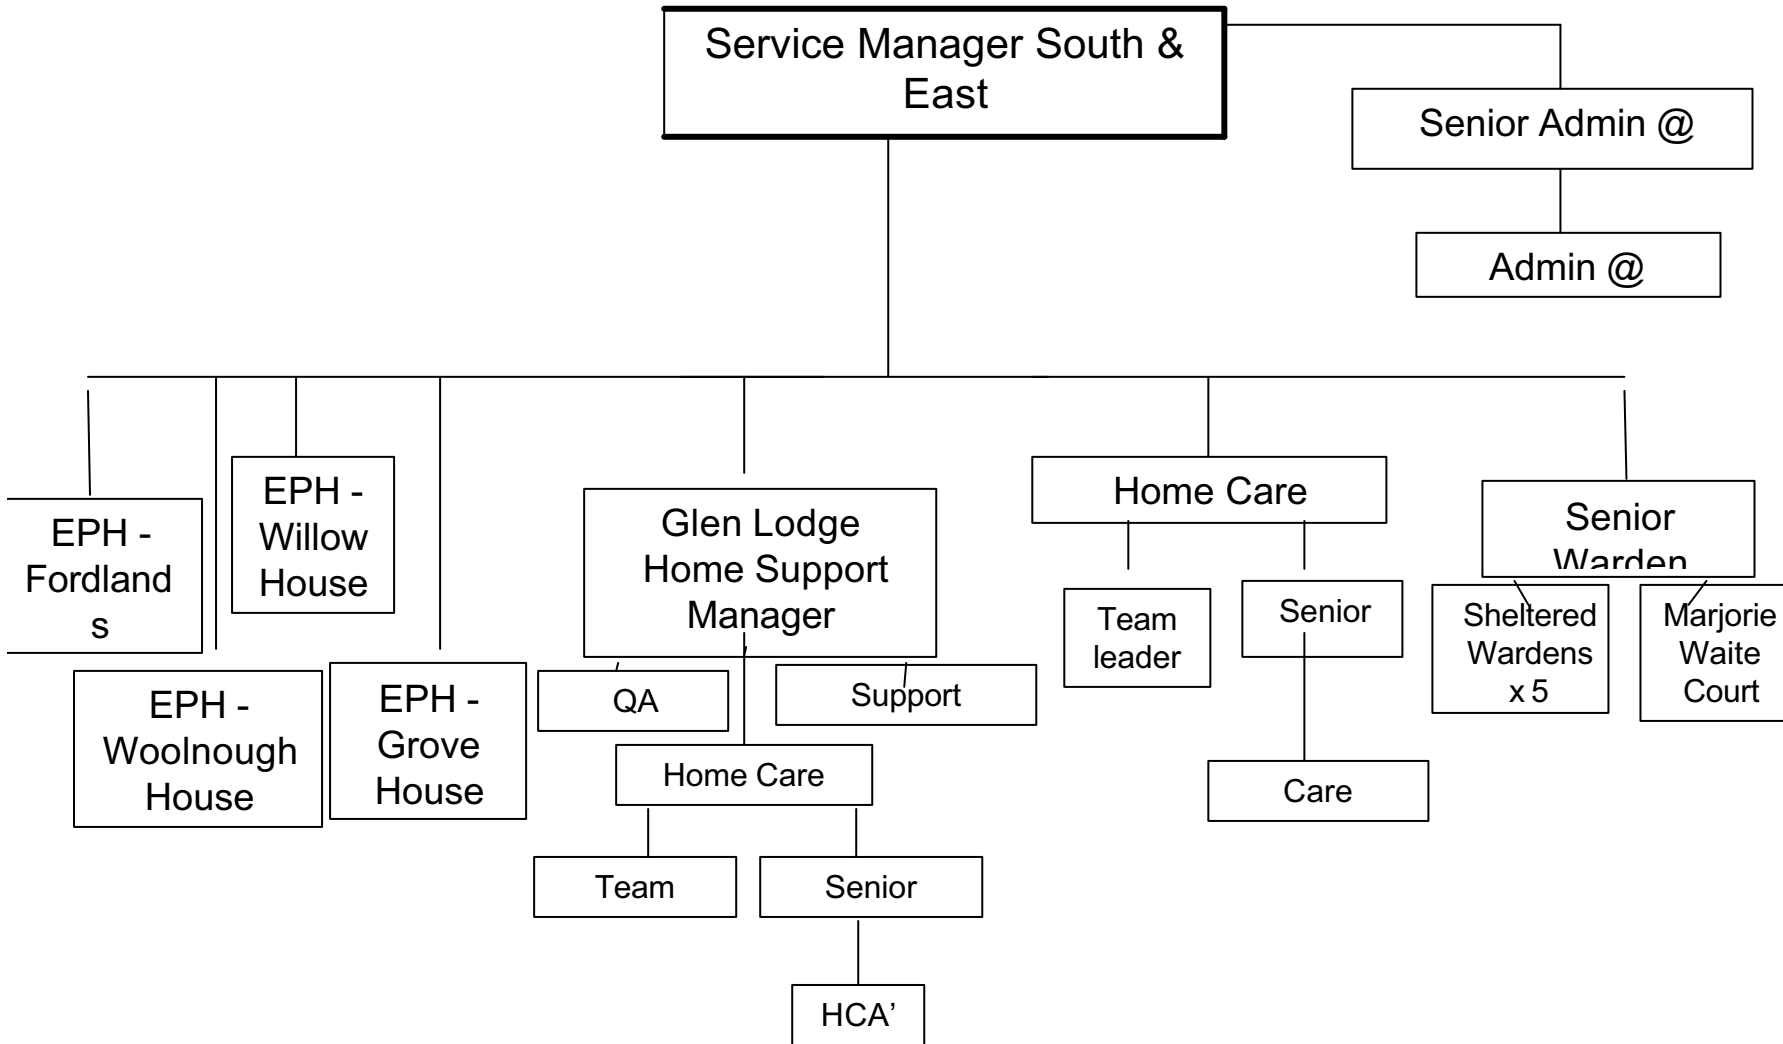 Service Manager South &
East
Senior Admin @
Admin @
EPH -
Fordland
s
EPH -
Willow
House
EPH -
Woolnough
House
EPH -
Grove
House
Glen Lodge
Home Support
Manager
QA
Support
Home Care
Team
Senior
HCA’
Home Care
Team
leader
Senior
Care
Senior
Warden
Sheltered
Wardens
x 5
Marjorie
Waite
Court